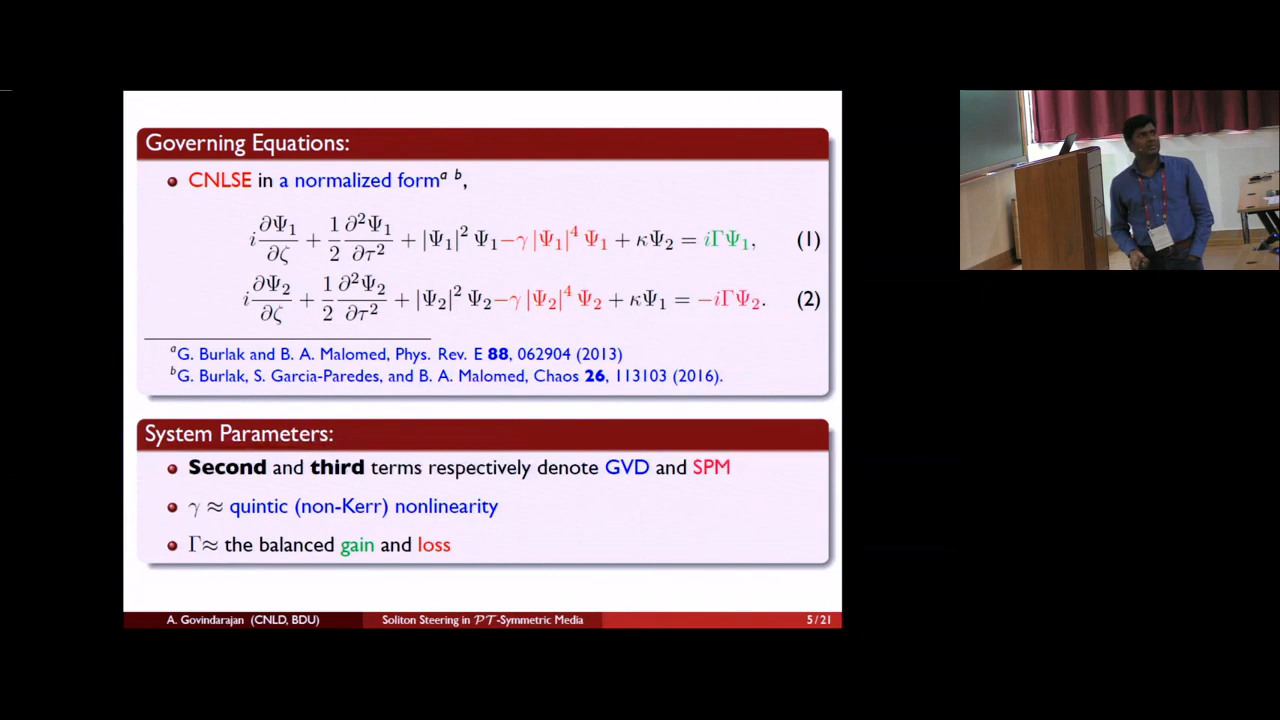 Governing Equations:
CNLSE in a normalized form^a b,
i ∂Ψ₁/∂ζ + 1/2 ∂²Ψ₁/∂τ² + |Ψ₁|² Ψ₁ − γ |Ψ₁|⁴ Ψ₁ + κΨ₂ = iΓΨ₁, (1)
i ∂Ψ₂/∂ζ + 1/2 ∂²Ψ₂/∂τ² + |Ψ₂|² Ψ₂ − γ |Ψ₂|⁴ Ψ₂ + κΨ₁ = −iΓΨ₂. (2)
^aG. Burlak and B. A. Malomed, Phys. Rev. E 88, 062904 (2013)
^bG. Burlak, S. Garcia-Paredes, and B. A. Malomed, Chaos 26, 113103 (2016).
System Parameters:
Second and third terms respectively denote GVD and SPM
γ ≈ quintic (non-Kerr) nonlinearity
Γ≈ the balanced gain and loss
A. Govindarajan (CNLD, BDU) Soliton Steering in 𝒫𝒯-Symmetric Media 5 / 21